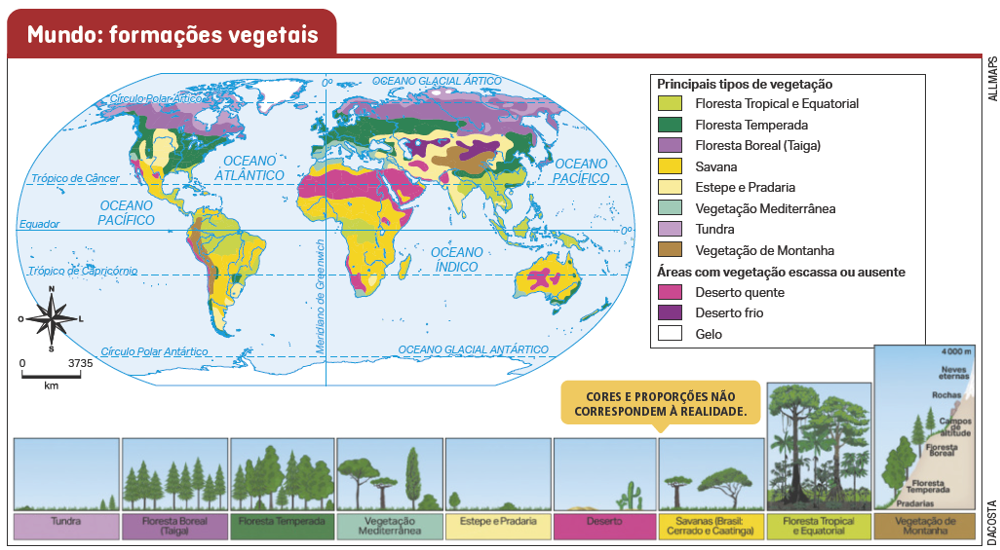 Mundo: formações vegetais
ALLMAPS
0º
OCEANO GLACIAL ÁRTICO
Círculo Polar Ártico
OCEANO
ATLÂNTICO
OCEANO
PACÍFICO
Trópico de Câncer
OCEANO
PACÍFICO
Equador
0º
OCEANO
ÍNDICO
Trópico de Capricórnio
Meridiano de Greenwich
Círculo Polar Antártico
OCEANO GLACIAL ANTÁRTICO
N
O
L
S
0
3735
km
Principais tipos de vegetação
Floresta Tropical e Equatorial
Floresta Temperada
Floresta Boreal (Taiga)
Savana
Estepe e Pradaria
Vegetação Mediterrânea
Tundra
Vegetação de Montanha
Áreas com vegetação escassa ou ausente
Deserto quente
Deserto frio
Gelo
CORES E PROPORÇÕES NÃO
CORRESPONDEM À REALIDADE.
4 000 m
Neves
eternas
Rochas
Campos
de
altitude
Floresta
Boreal
Floresta
Temperada
Pradarias
Tundra
Floresta Boreal
(Taiga)
Floresta Temperada
Vegetação
Mediterrânea
Estepe e Pradaria
Deserto
Savanas (Brasil:
Cerrado e Caatinga)
Floresta Tropical
e Equatorial
Vegetação de
Montanha
DACOSTA